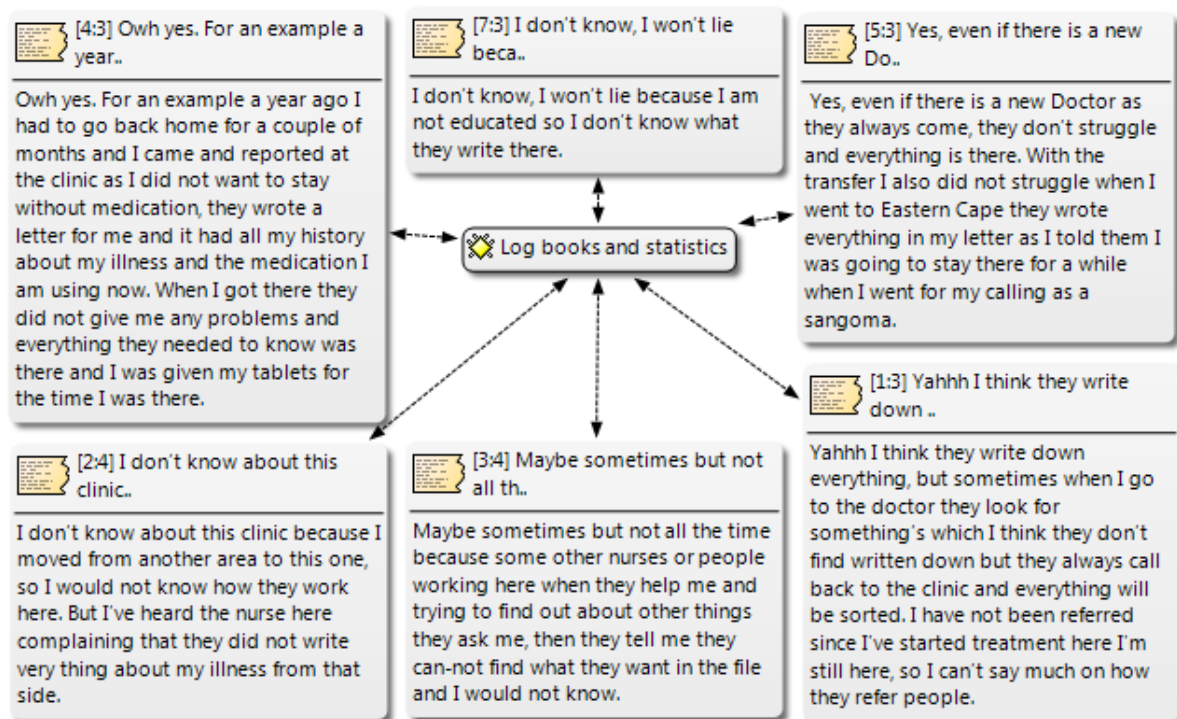 [4:3] Owh yes. For an example a
year..
Owh yes. For an example a year ago I
had to go back home for a couple of
months and I came and reported at
the clinic as I did not want to stay
without medication, they wrote a
letter for me and it had all my history
about my illness and the medication I
am using now. When I got there they
did not give me any problems and
everything they needed to know was
there and I was given my tablets for
the time I was there.
[7:3] I don't know, I won't lie
beca..
I don't know, I won't lie because I am
not educated so I don't know what
they write there.
[5:3] Yes, even if there is a new
Do..
Yes, even if there is a new Doctor as
they always come, they don't struggle
and everything is there. With the
transfer I also did not struggle when I
went to Eastern Cape they wrote
everything in my letter as I told them I
was going to stay there for a while
when I went for my calling as a
sangoma.
Log books and statistics
[2:4] I don't know about this
clinic..
I don't know about this clinic because I
moved from another area to this one,
so I would not know how they work
here. But I've heard the nurse here
complaining that they did not write
very thing about my illness from that
side.
[3:4] Maybe sometimes but not
all th..
Maybe sometimes but not all the time
because some other nurses or people
working here when they help me and
trying to find out about other things
they ask me, then they tell me they
can-not find what they want in the file
and I would not know.
[1:3] Yahhh I think they write
down ..
Yahhh I think they write down
everything, but sometimes when I go
to the doctor they look for
something's which I think they don't
find written down but they always call
back to the clinic and everything will
be sorted. I have not been referred
since I've started treatment here I'm
still here, so I can't say much on how
they refer people.